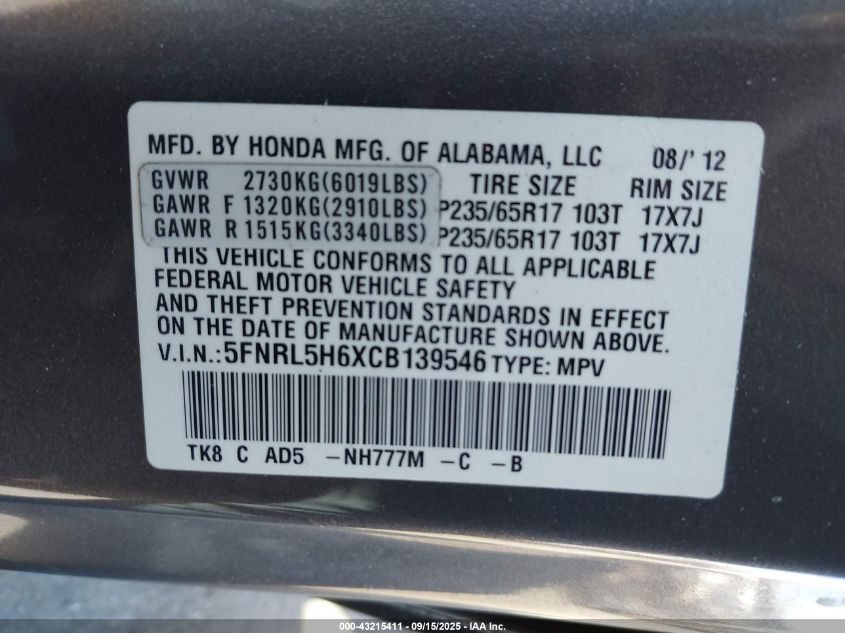 MFD. BY HONDA MFG. OF ALABAMA, LLC 08/' 12
GVWR 2730KG(6019LBS) TIRE SIZE RIM SIZE
GAWR F 1320KG(2910LBS) P235/65R17 103T 17X7J
GAWR R 1515KG(3340LBS) P235/65R17 103T 17X7J
THIS VEHICLE CONFORMS TO ALL APPLICABLE
FEDERAL MOTOR VEHICLE SAFETY
AND THEFT PREVENTION STANDARDS IN EFFECT
ON THE DATE OF MANUFACTURE SHOWN ABOVE.
V.I.N.:5FNRL5H6XCB139546 TYPE: MPV
TK8 C AD5 -NH777M -C -B
000-43215411 - 09/15/2025 - IAA, Inc.